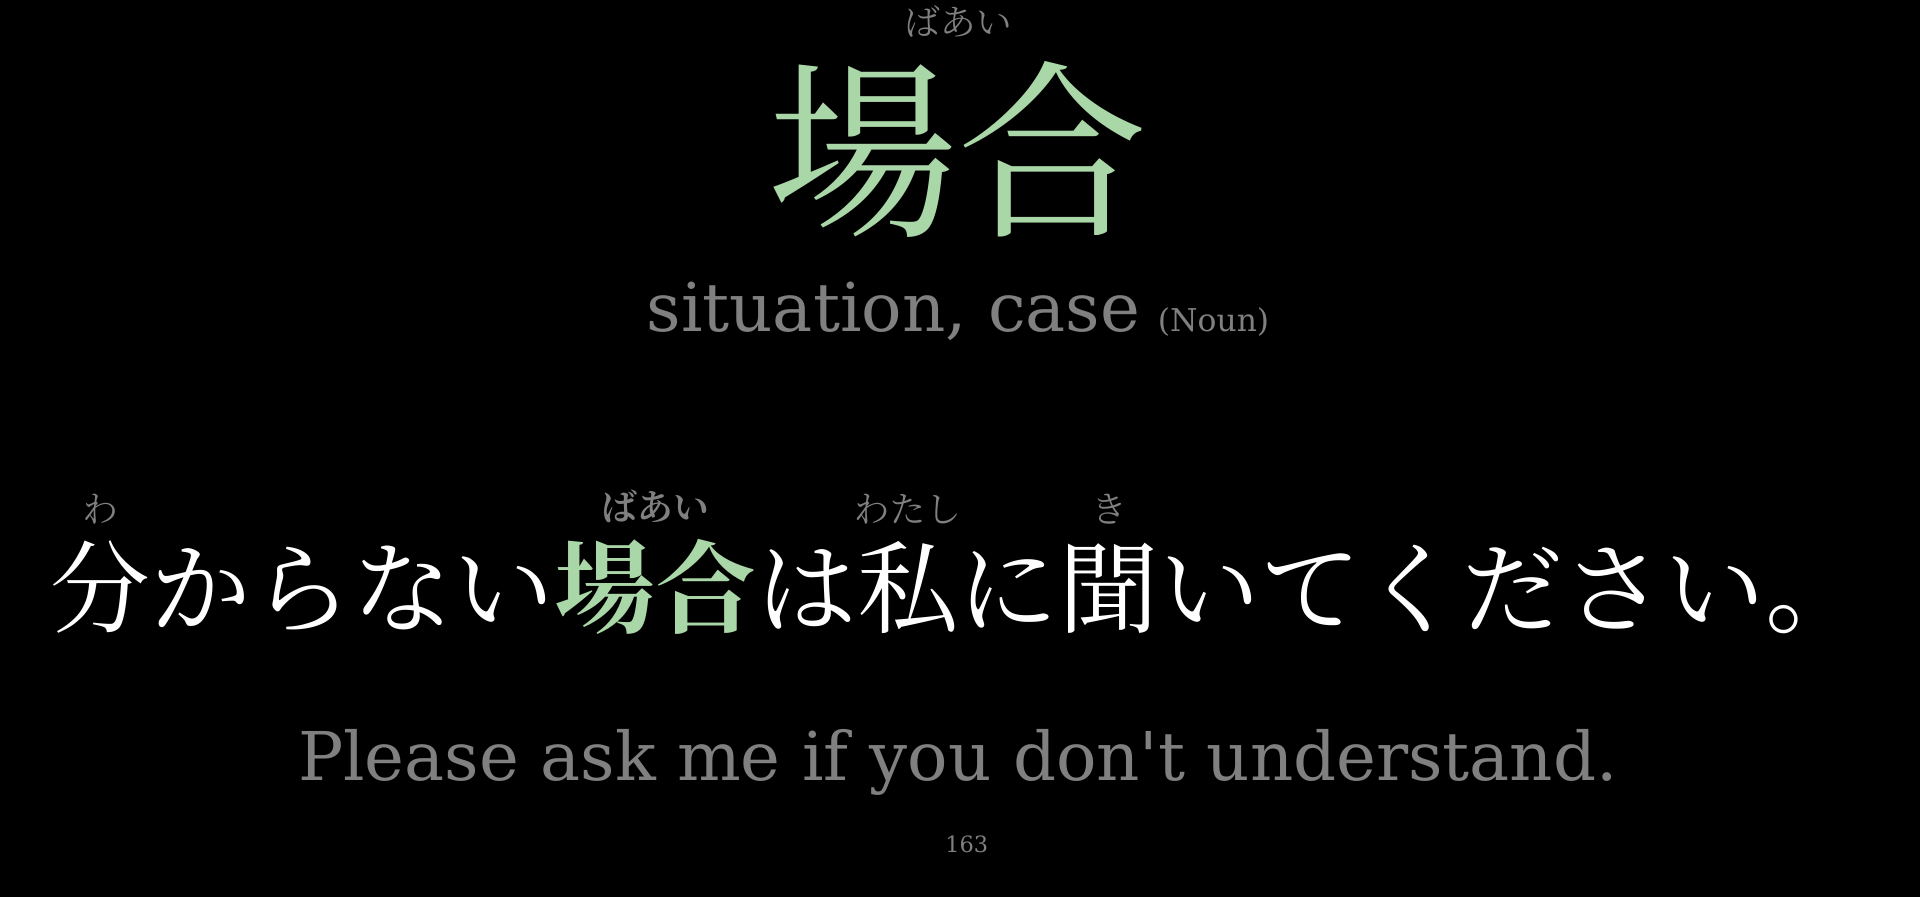 ばあい
場合
situation, case (Noun)
わ ばあい わたし き
分からない場合は私に聞いてください。
Please ask me if you don't understand.
163